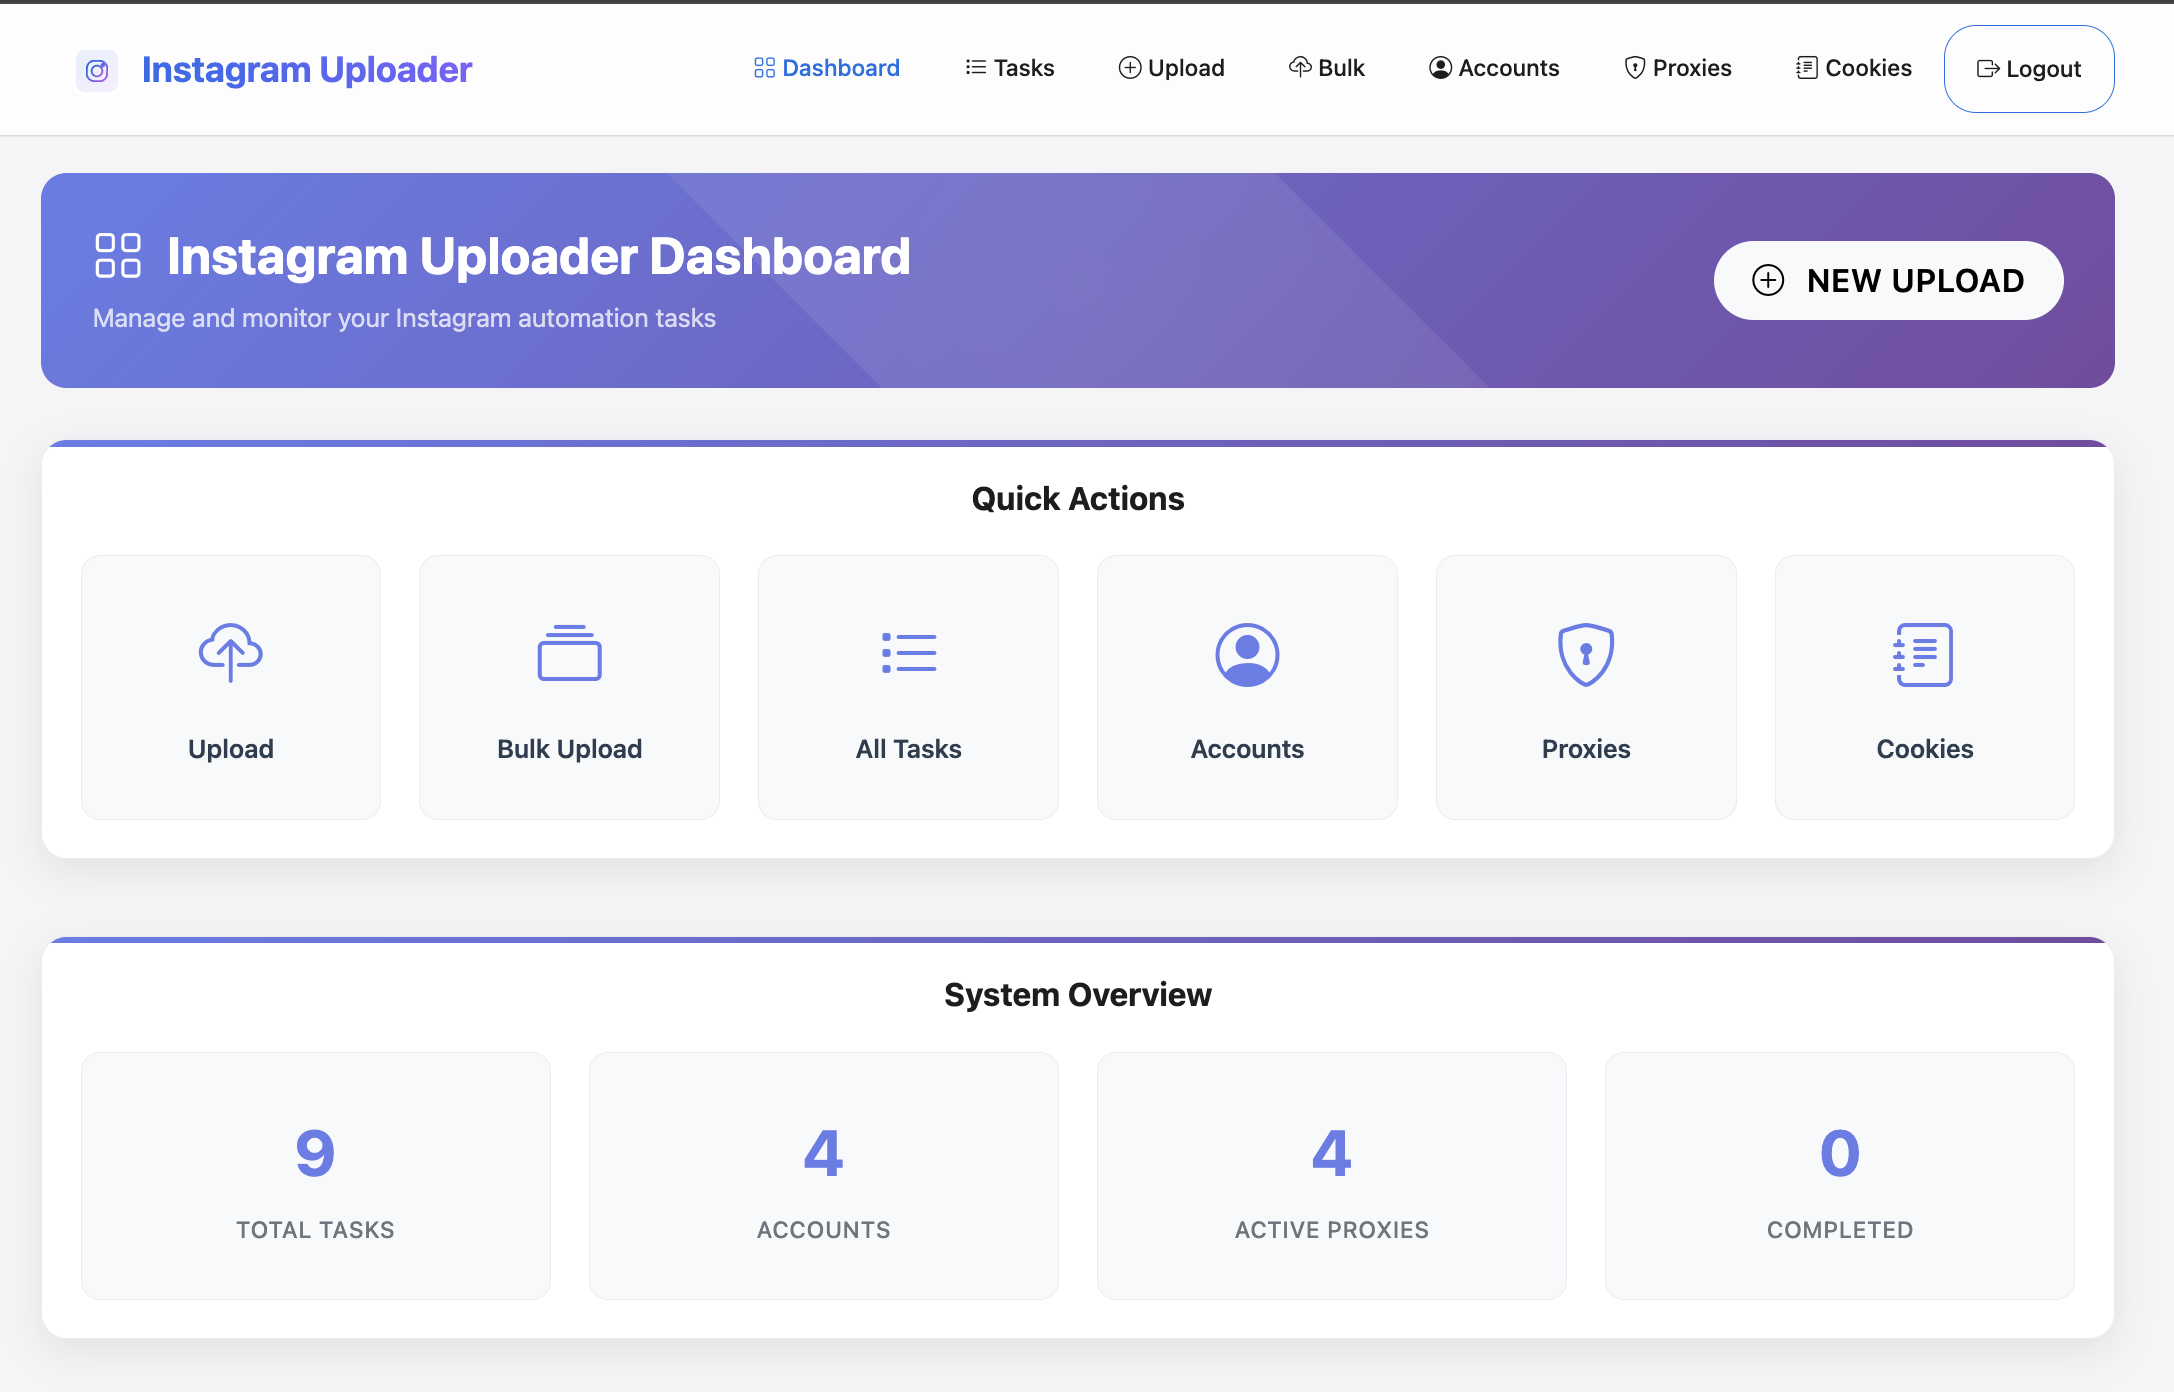 Instagram Uploader
Dashboard
Tasks
Upload
Bulk
Accounts
Proxies
Cookies
Logout
Instagram Uploader Dashboard
Manage and monitor your Instagram automation tasks
NEW UPLOAD
Quick Actions
Upload
Bulk Upload
All Tasks
Accounts
Proxies
Cookies
System Overview
9
TOTAL TASKS
4
ACCOUNTS
4
ACTIVE PROXIES
0
COMPLETED